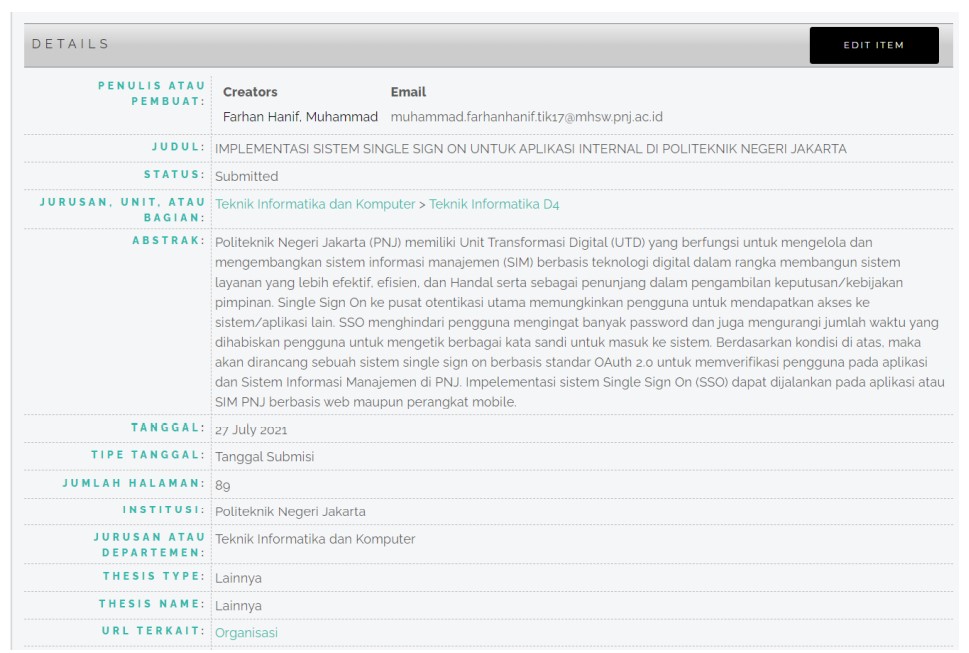 DETAILS
EDIT ITEM
PENULIS ATAU PEMBUAT:
Creators Email
Farhan Hanif, Muhammad muhammad.farhanhanif.tik17@mhsw.pnj.ac.id
JUDUL: IMPLEMENTASI SISTEM SINGLE SIGN ON UNTUK APLIKASI INTERNAL DI POLITEKNIK NEGERI JAKARTA
STATUS: Submitted
JURUSAN, UNIT, ATAU BAGIAN: Teknik Informatika dan Komputer > Teknik Informatika D4
ABSTRAK: Politeknik Negeri Jakarta (PNJ) memiliki Unit Transformasi Digital (UTD) yang berfungsi untuk mengelola dan
mengembangkan sistem informasi manajemen (SIM) berbasis teknologi digital dalam rangka membangun sistem
layanan yang lebih efektif, efisien, dan Handal serta sebagai penunjang dalam pengambilan keputusan/kebijakan
pimpinan. Single Sign On ke pusat otentikasi utama memungkinkan pengguna untuk mendapatkan akses ke
sistem/aplikasi lain. SSO menghindari pengguna mengingat banyak password dan juga mengurangi jumlah waktu yang
dihabiskan pengguna untuk mengetik berbagai kata sandi untuk masuk ke sistem. Berdasarkan kondisi di atas, maka
akan dirancang sebuah sistem single sign on berbasis standar OAuth 2.0 untuk memverifikasi pengguna pada aplikasi
dan Sistem Informasi Manajemen di PNJ. Impelementasi sistem Single Sign On (SSO) dapat dijalankan pada aplikasi atau
SIM PNJ berbasis web maupun perangkat mobile.
TANGGAL: 27 July 2021
TIPE TANGGAL: Tanggal Submisi
JUMLAH HALAMAN: 89
INSTITUSI: Politeknik Negeri Jakarta
JURUSAN ATAU DEPARTEMEN: Teknik Informatika dan Komputer
THESIS TYPE: Lainnya
THESIS NAME: Lainnya
URL TERKAIT: Organisasi